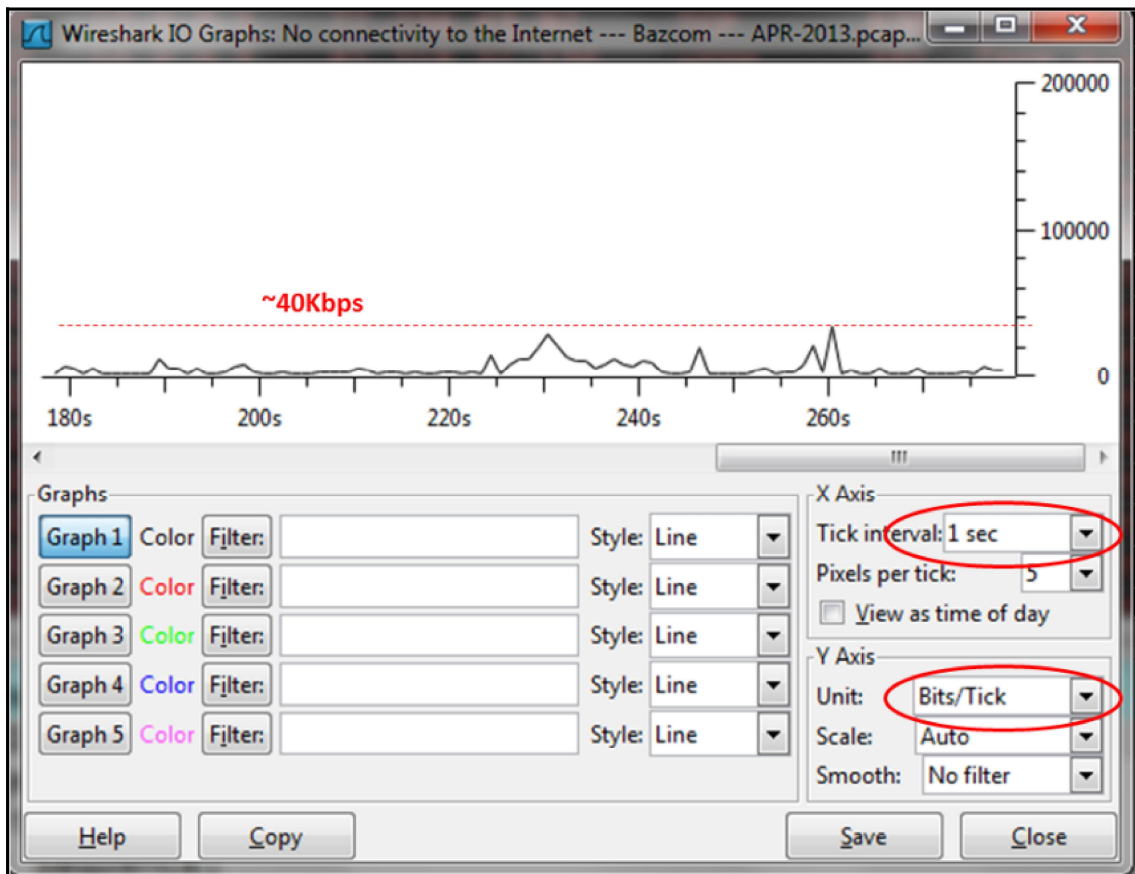 Wireshark IO Graphs: No connectivity to the Internet --- Bazcom --- APR-2013.pcap...
200000
100000
~40Kbps
0
180s 200s 220s 240s 260s
Graphs
Graph 1 Color Filter: Style: Line
Graph 2 Color Filter: Style: Line
Graph 3 Color Filter: Style: Line
Graph 4 Color Filter: Style: Line
Graph 5 Color Filter: Style: Line
X Axis
Tick interval: 1 sec
Pixels per tick: 5
View as time of day
Y Axis
Unit: Bits/Tick
Scale: Auto
Smooth: No filter
Help Copy Save Close